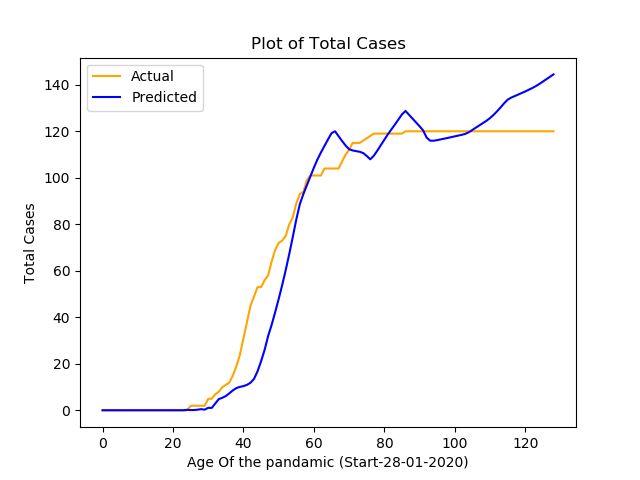 Plot of Total Cases
Actual
Predicted
Total Cases
140
120
100
80
60
40
20
0
0 20 40 60 80 100 120
Age Of the pandamic (Start-28-01-2020)